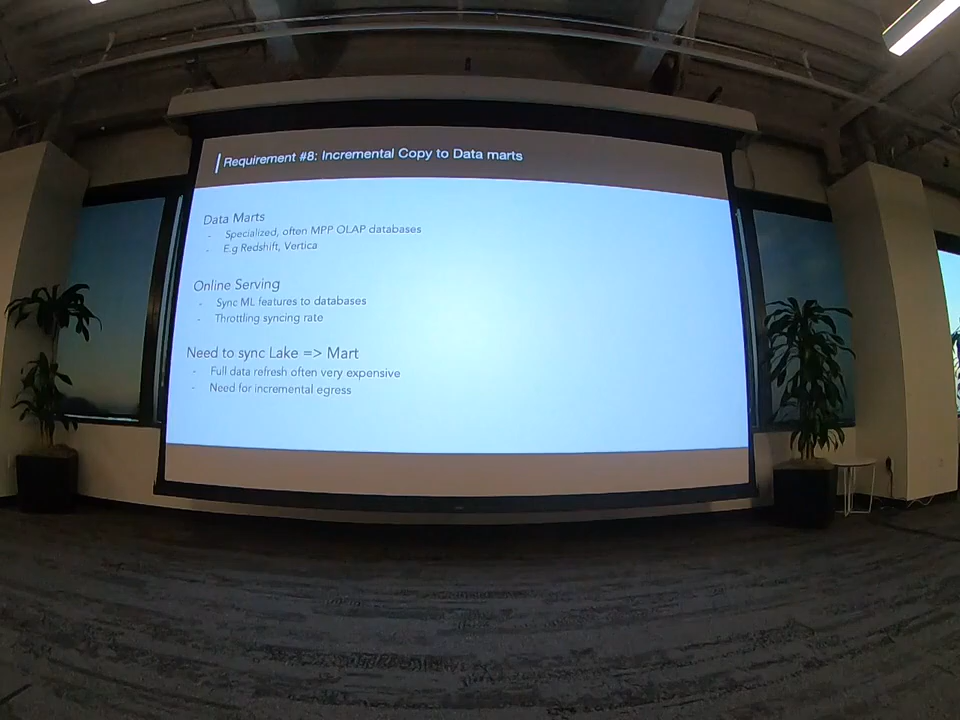 Requirement #8: Incremental Copy to Data marts
Data Marts
- Specialized, often MPP OLAP databases
- E.g Redshift, Vertica
Online Serving
- Sync ML features to databases
- Throttling syncing rate
Need to sync Lake => Mart
- Full data refresh often very expensive
- Need for incremental egress